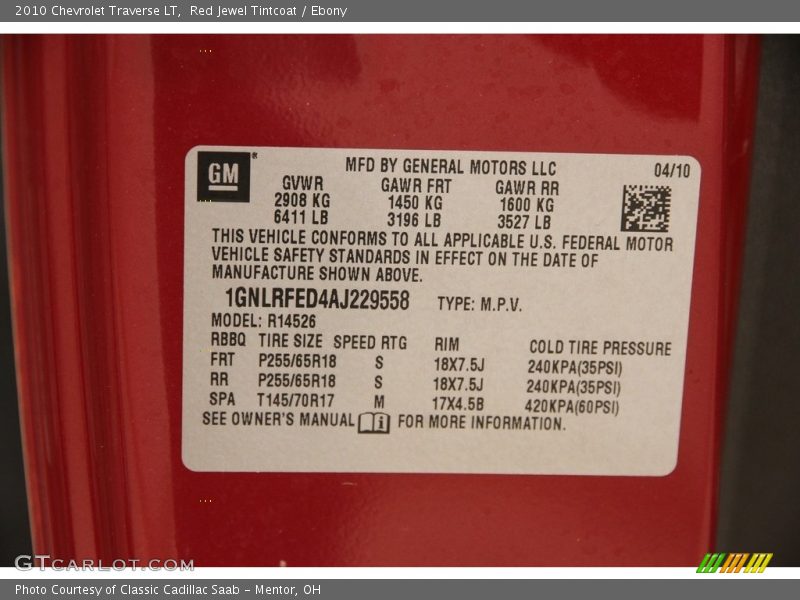 2010 Chevrolet Traverse LT, Red Jewel Tintcoat / Ebony
GM® MFD BY GENERAL MOTORS LLC 04/10
GVWR GAWR FRT GAWR RR
2908 KG 1450 KG 1600 KG
6411 LB 3196 LB 3527 LB
THIS VEHICLE CONFORMS TO ALL APPLICABLE U.S. FEDERAL MOTOR
VEHICLE SAFETY STANDARDS IN EFFECT ON THE DATE OF
MANUFACTURE SHOWN ABOVE.
1GNLRFED4AJ229558 TYPE: M.P.V.
MODEL: R14526
RBBQ TIRE SIZE SPEED RTG RIM COLD TIRE PRESSURE
FRT P255/65R18 S 18X7.5J 240KPA(35PSI)
RR P255/65R18 S 18X7.5J 240KPA(35PSI)
SPA T145/70R17 M 17X4.5B 420KPA(60PSI)
SEE OWNER'S MANUAL i FOR MORE INFORMATION.
GTCARLOT.COM
Photo Courtesy of Classic Cadillac Saab - Mentor, OH